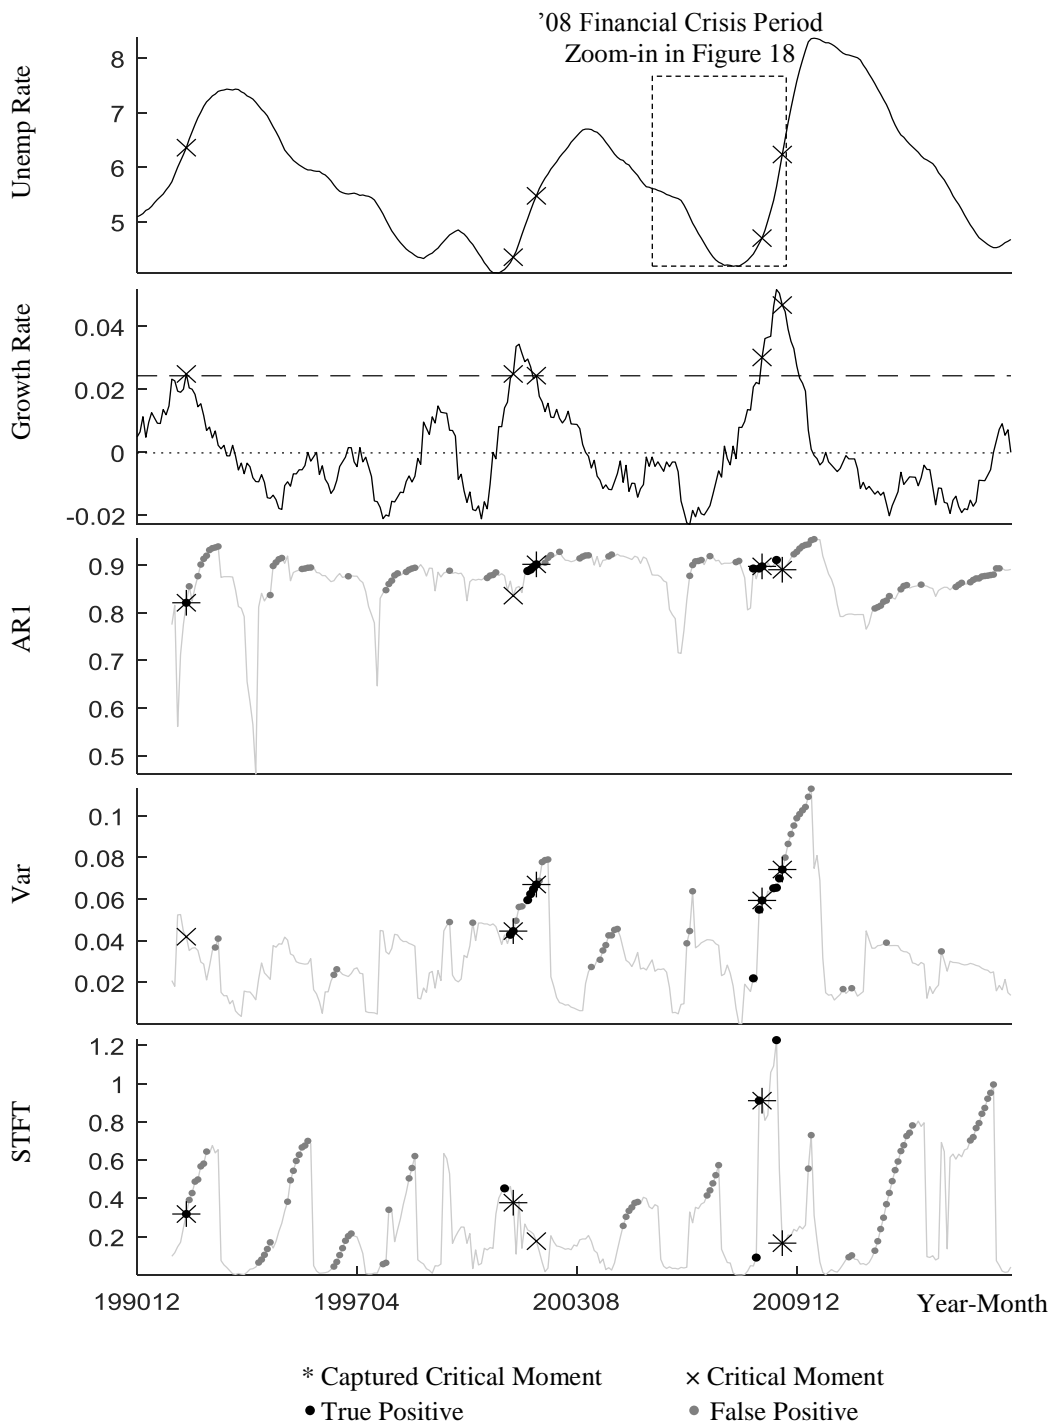 ’08 Financial Crisis Period
Zoom-in in Figure 18
Unemp Rate
8
7
6
5
Growth Rate
0.04
0.02
0
-0.02
AR1
0.9
0.8
0.7
0.6
0.5
Var
0.1
0.08
0.06
0.04
0.02
STFT
1.2
1
0.8
0.6
0.4
0.2
199012 199704 200308 200912 Year-Month
* Captured Critical Moment × Critical Moment
● True Positive ● False Positive